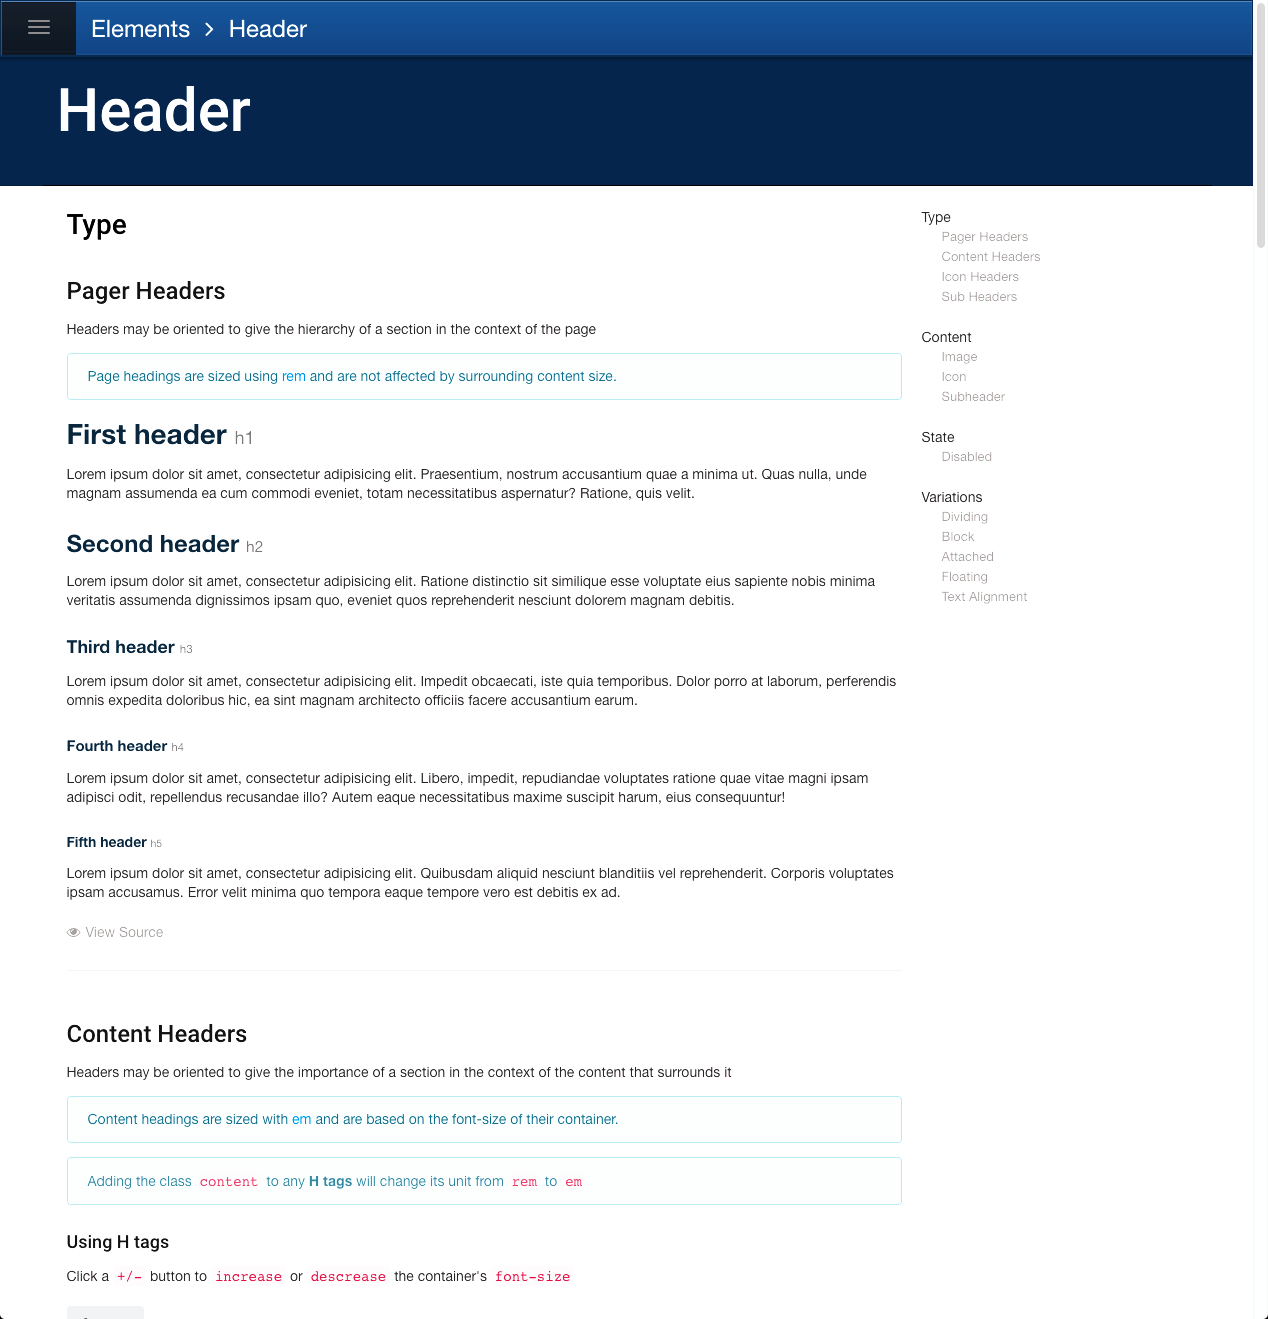 Elements > Header
Header
Type
Pager Headers
Headers may be oriented to give the hierarchy of a section in the context of the page
Page headings are sized using rem and are not affected by surrounding content size.
First header h1
Lorem ipsum dolor sit amet, consectetur adipisicing elit. Praesentium, nostrum accusantium quae a minima ut. Quas nulla, unde
magnam assumenda ea cum commodi eveniet, totam necessitatibus aspernatur? Ratione, quis velit.
Second header h2
Lorem ipsum dolor sit amet, consectetur adipisicing elit. Ratione distinctio sit similique esse voluptate eius sapiente nobis minima
veritatis assumenda dignissimos ipsam quo, eveniet quos reprehenderit nesciunt dolorem magnam debitis.
Third header h3
Lorem ipsum dolor sit amet, consectetur adipisicing elit. Impedit obcaecati, iste quia temporibus. Dolor porro at laborum, perferendis
omnis expedita doloribus hic, ea sint magnam architecto officiis facere accusantium earum.
Fourth header h4
Lorem ipsum dolor sit amet, consectetur adipisicing elit. Libero, impedit, repudiandae voluptates ratione quae vitae magni ipsam
adipisci odit, repellendus recusandae illo? Autem eaque necessitatibus maxime suscipit harum, eius consequuntur!
Fifth header h5
Lorem ipsum dolor sit amet, consectetur adipisicing elit. Quibusdam aliquid nesciunt blanditiis vel reprehenderit. Corporis voluptates
ipsam accusamus. Error velit minima quo tempora eaque tempore vero est debitis ex ad.
View Source
Content Headers
Headers may be oriented to give the importance of a section in the context of the content that surrounds it
Content headings are sized with em and are based on the font-size of their container.
Adding the class content to any H tags will change its unit from rem to em
Using H tags
Click a +/- button to increase or descrease the container's font-size
Type
Pager Headers
Content Headers
Icon Headers
Sub Headers
Content
Image
Icon
Subheader
State
Disabled
Variations
Dividing
Block
Attached
Floating
Text Alignment